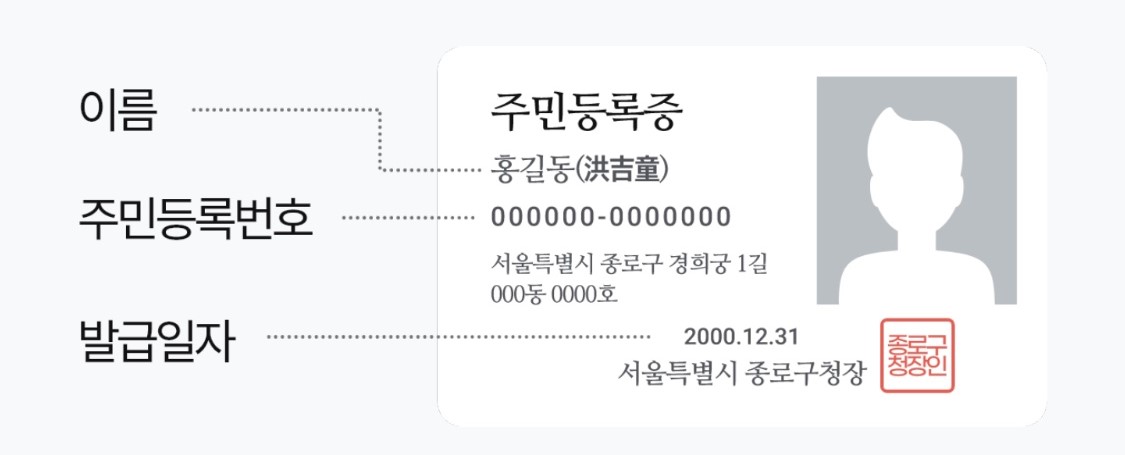 이름
주민등록번호
발급일자
주민등록증
홍길동(洪吉童)
000000-0000000
서울특별시 종로구 경희궁 1길
000동 0000호
2000.12.31
서울특별시 종로구청장
종로구
청장인